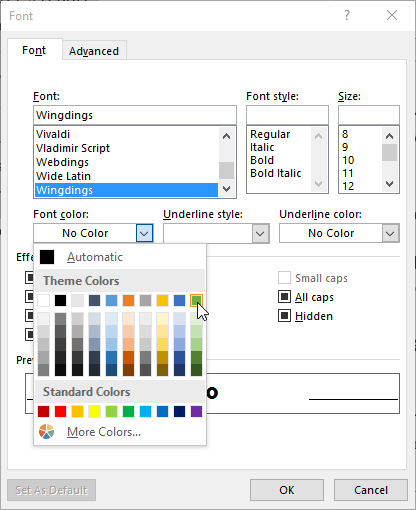 Font
Font Advanced
Font: Font style: Size:
Wingdings
Vivaldi Regular 8
Vladimir Script Italic 9
Webdings Bold 10
Wide Latin Bold Italic 11
Wingdings 12
Font color: Underline style: Underline color:
No Color No Color
Automatic
Effe
Theme Colors
Small caps
All caps
Hidden
Prev
o
Standard Colors
More Colors...
Set As Default OK Cancel